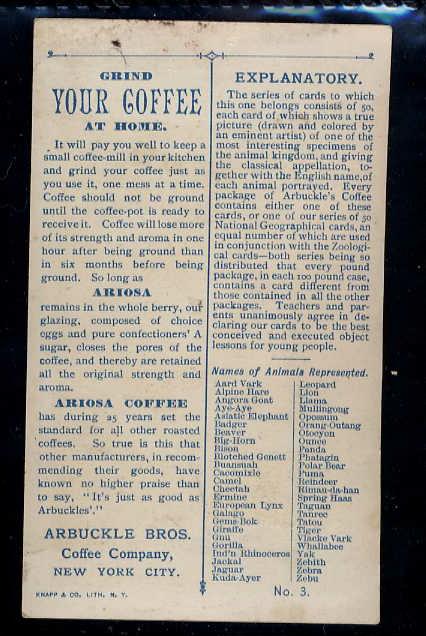 GRIND
YOUR COFFEE
AT HOME.
It will pay you well to keep a
small coffee-mill in your kitchen
and grind your coffee just as
you use it, one mess at a time.
Coffee should not be ground
until the coffee-pot is ready to
receive it. Coffee will lose more
of its strength and aroma in one
hour after being ground than
in six months before being
ground. So long as
ARIOSA
remains in the whole berry, our
glazing, composed of choice
eggs and pure confectioners' A
sugar, closes the pores of the
coffee, and thereby are retained
all the original strength and
aroma.
ARIOSA COFFEE
has during 25 years set the
standard for all other roasted
coffees. So true is this that
other manufacturers, in recom-
mending their goods, have
known no higher praise than
to say, "It's just as good as
Arbuckles'."
ARBUCKLE BROS.
Coffee Company,
NEW YORK CITY.
KNAPP & CO. LITH. N. Y.
EXPLANATORY.
The series of cards to which
this one belongs consists of 50,
each card of which shows a true
picture (drawn and colored by
an eminent artist) of one of the
most interesting specimens of
the animal kingdom, and giving
the classical appellation, to-
gether with the English name, of
each animal portrayed. Every
package of Arbuckle's Coffee
contains either one of these
cards, or one of our series of 50
National Geographical cards, an
equal number of which are used
in conjunction with the Zoologi-
cal cards—both series being so
distributed that every pound
package, in each 100 pound case,
contains a card different from
those contained in all the other
packages. Teachers and par-
ents unanimously agree in de-
claring our cards to be the best
conceived and executed object
lessons for young people.
Names of Animals Represented.
Aard Vark
Alpine Hare
Angora Goat
Aye-Aye
Asiatic Elephant
Badger
Beaver
Big-Horn
Bison
Blotched Genett
Buansuah
Cacomixle
Camel
Cheetah
Ermine
European Lynx
Galago
Gems-Bok
Giraffe
Gnu
Gorilla
Ind'n Rhinoceros
Jackal
Jaguar
Kuda-Ayer
Leopard
Lion
Llama
Mullingong
Opossum
Orang-Outang
Otocyon
Ounce
Panda
Phatagin
Polar Bear
Puma
Reindeer
Rimau-da-han
Spring Haas
Taguan
Tanrec
Tatou
Tiger
Vlacke Vark
Whallabee
Yak
Zebith
Zebra
Zebu
No. 3.